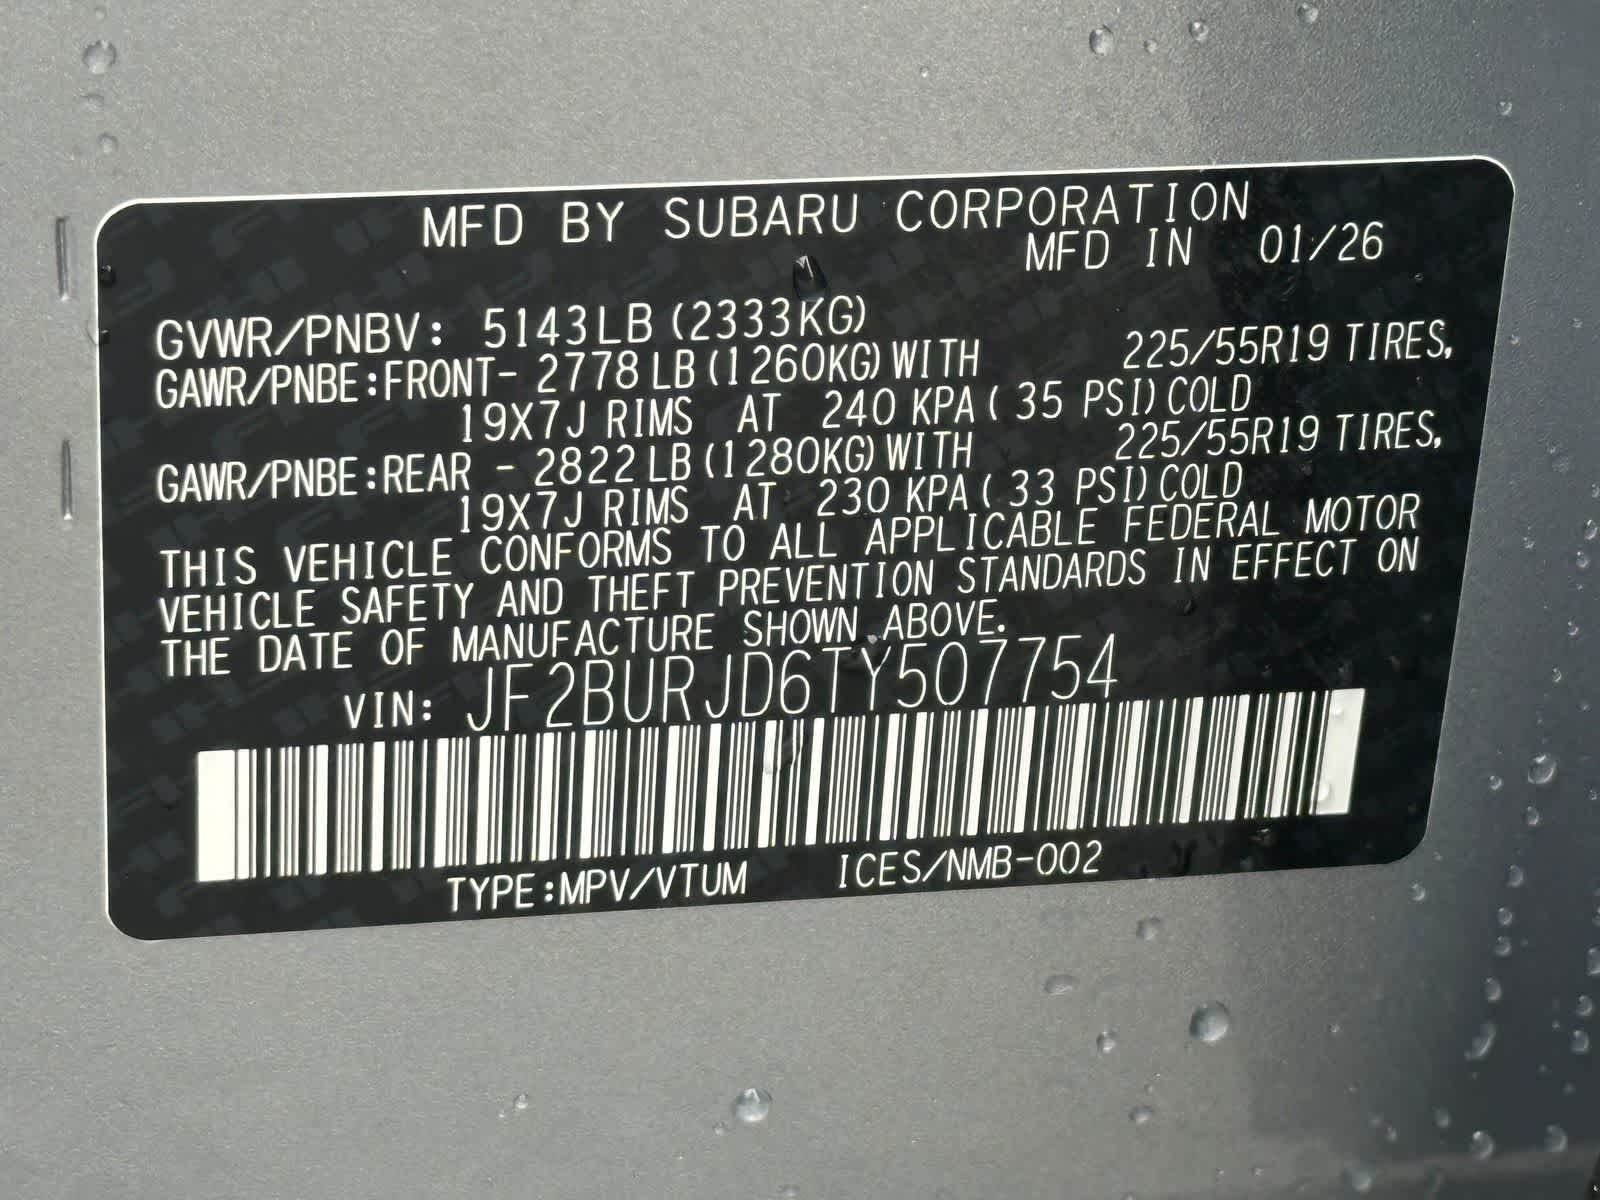 MFD BY SUBARU CORPORATION
MFD IN 01/26
GVWR/PNBV: 5143LB (2333KG)
GAWR/PNBE:FRONT- 2778 LB (1260KG) WITH 225/55R19 TIRES,
19X7J RIMS AT 240 KPA ( 35 PSI) COLD
GAWR/PNBE:REAR - 2822 LB (1280KG) WITH 225/55R19 TIRES,
19X7J RIMS AT 230 KPA ( 33 PSI) COLD
THIS VEHICLE CONFORMS TO ALL APPLICABLE FEDERAL MOTOR
VEHICLE SAFETY AND THEFT PREVENTION STANDARDS IN EFFECT ON
THE DATE OF MANUFACTURE SHOWN ABOVE.
VIN: JF2BURJD6TY507754
TYPE:MPV/VTUM ICES/NMB-002